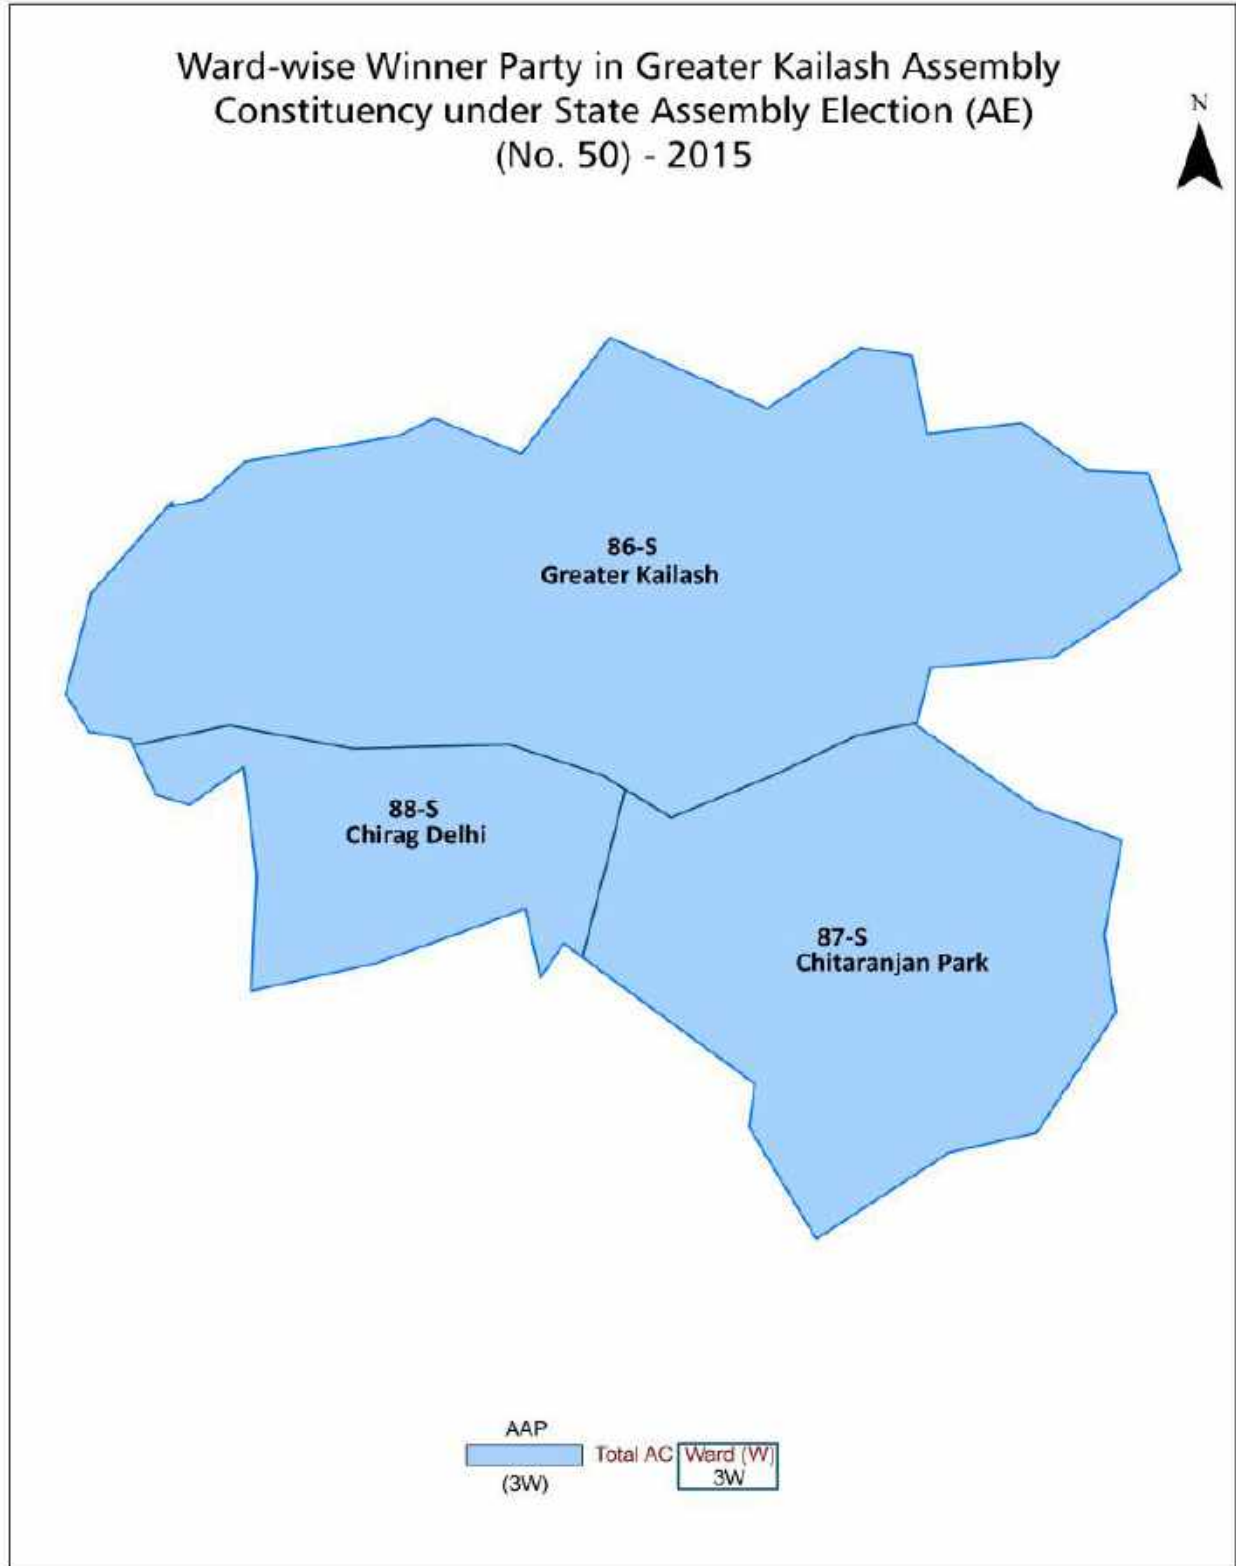 Ward-wise Winner Party in Greater Kailash Assembly
Constituency under State Assembly Election (AE)
(No. 50) - 2015
N
86-S
Greater Kailash
88-S
Chirag Delhi
87-S
Chitaranjan Park
AAP
Total AC Ward (W)
(3W) 3W